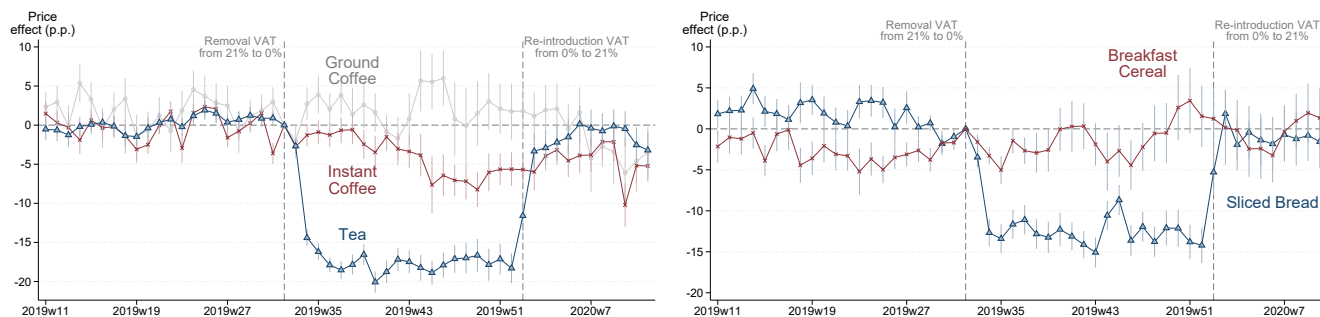 Price
effect (p.p.)
Removal VAT
from 21% to 0%
Re-introduction VAT
from 0% to 21%
10
5
0
-5
-10
-15
-20
Ground
Coffee
Instant
Coffee
Tea
2019w11
2019w19
2019w27
2019w35
2019w43
2019w51
2020w7
Price
effect (p.p.)
Removal VAT
from 21% to 0%
Re-introduction VAT
from 0% to 21%
10
5
0
-5
-10
-15
-20
Breakfast
Cereal
Sliced Bread
2019w11
2019w19
2019w27
2019w35
2019w43
2019w51
2020w7